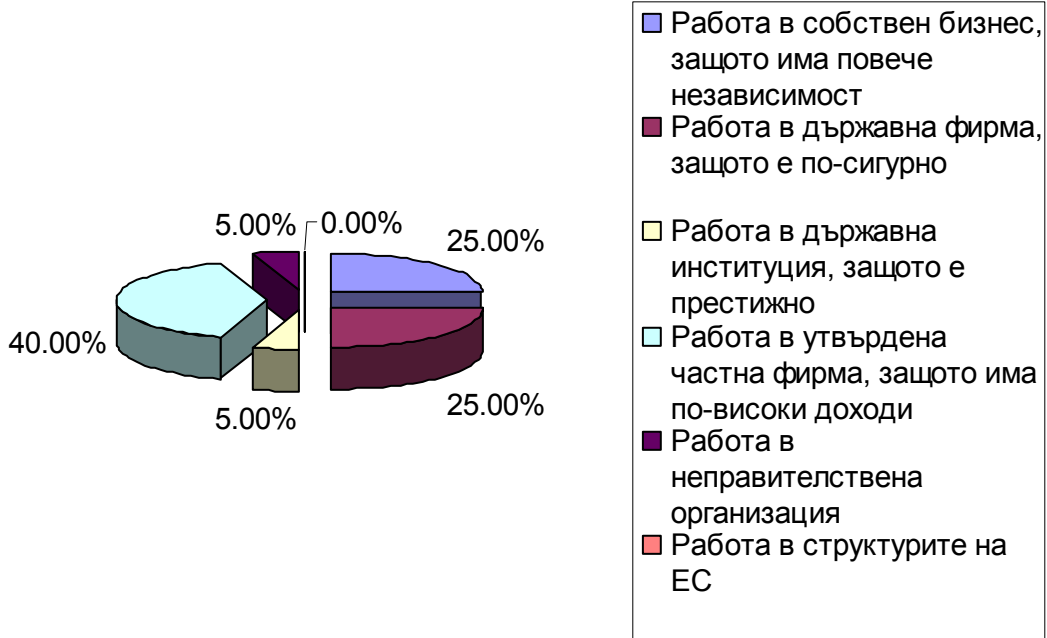 5.00%
0.00%
25.00%
40.00%
5.00%
25.00%
Работа в собствен бизнес,
защото има повече
независимост
Работа в държавна фирма,
защото е по-сигурно
Работа в държавна
институция, защото е
престижно
Работа в утвърдена
частна фирма, защото има
по-високи доходи
Работа в
неправителствена
организация
Работа в структурите на
ЕС